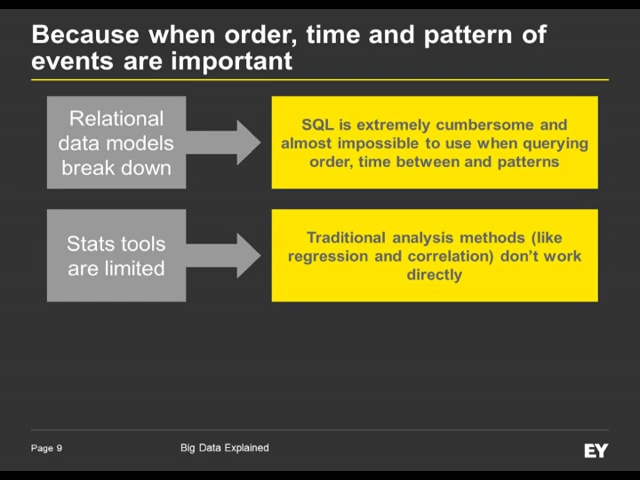 Because when order, time and pattern of
events are important
Relational
data models
break down
SQL is extremely cumbersome and
almost impossible to use when querying
order, time between and patterns
Stats tools
are limited
Traditional analysis methods (like
regression and correlation) don't work
directly
Page 9
Big Data Explained
EY